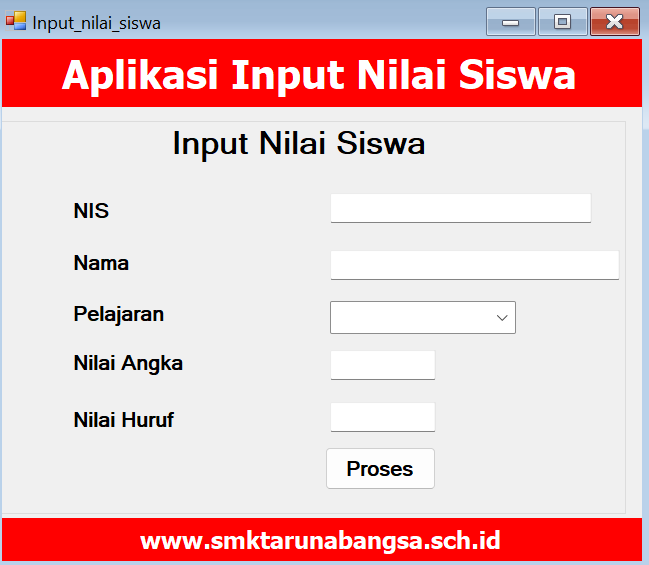 Input_nilai_siswa
Aplikasi Input Nilai Siswa
Input Nilai Siswa
NIS
Nama
Pelajaran
Nilai Angka
Nilai Huruf
Proses
www.smktarunabangsa.sch.id